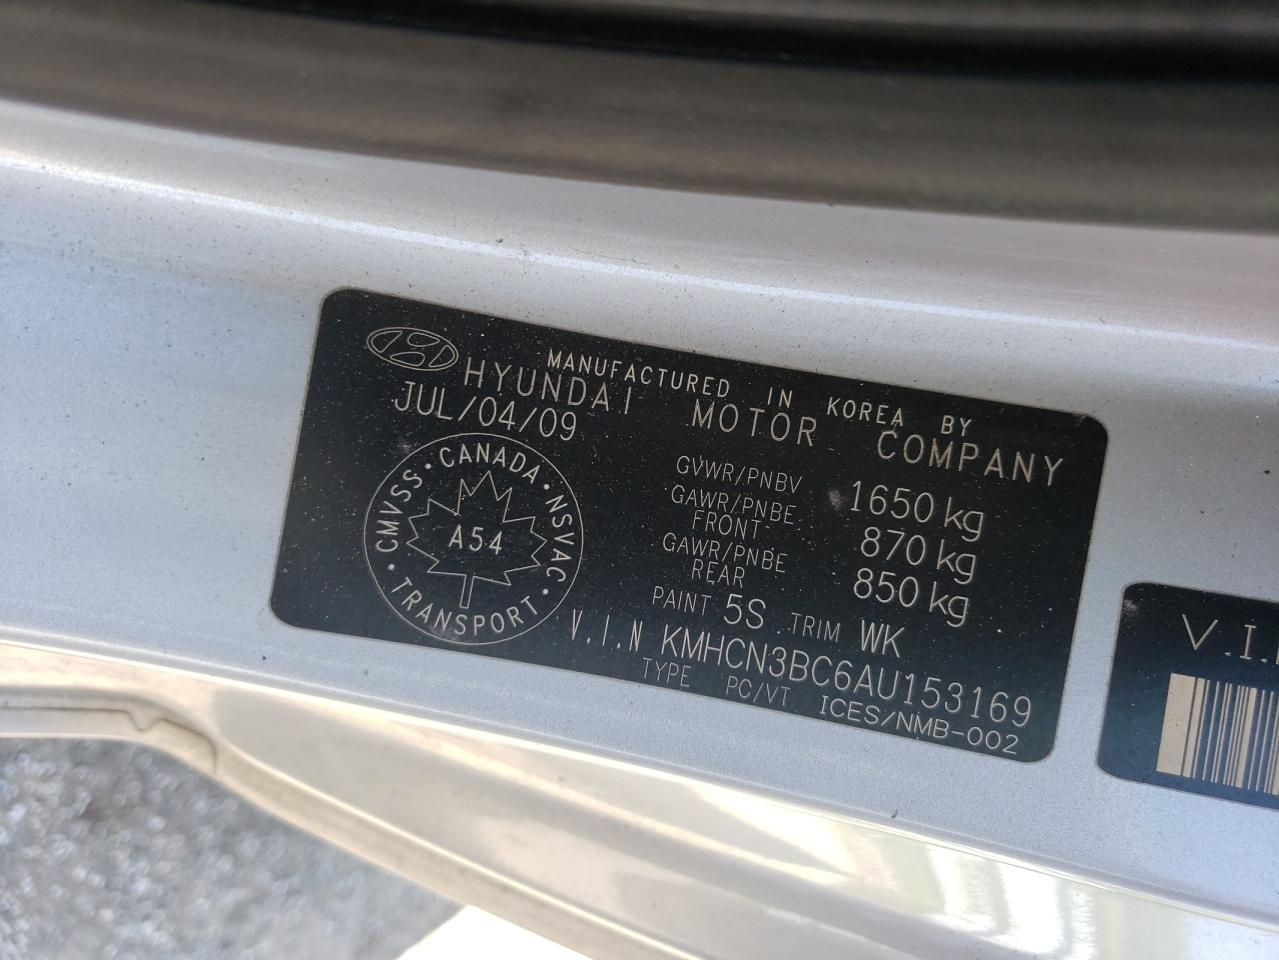 MANUFACTURED IN KOREA BY
HYUNDAI MOTOR COMPANY
JUL/04/09
CANADA · NSVAC · TRANSPORT · CMVSS ·
A54
GVWR/PNBV 1650 kg
GAWR/PNBE FRONT 870 kg
GAWR/PNBE REAR 850 kg
PAINT 5S TRIM WK
V.I.N KMHCN3BC6AU153169
TYPE PC/VT ICES/NMB-002
V.I.